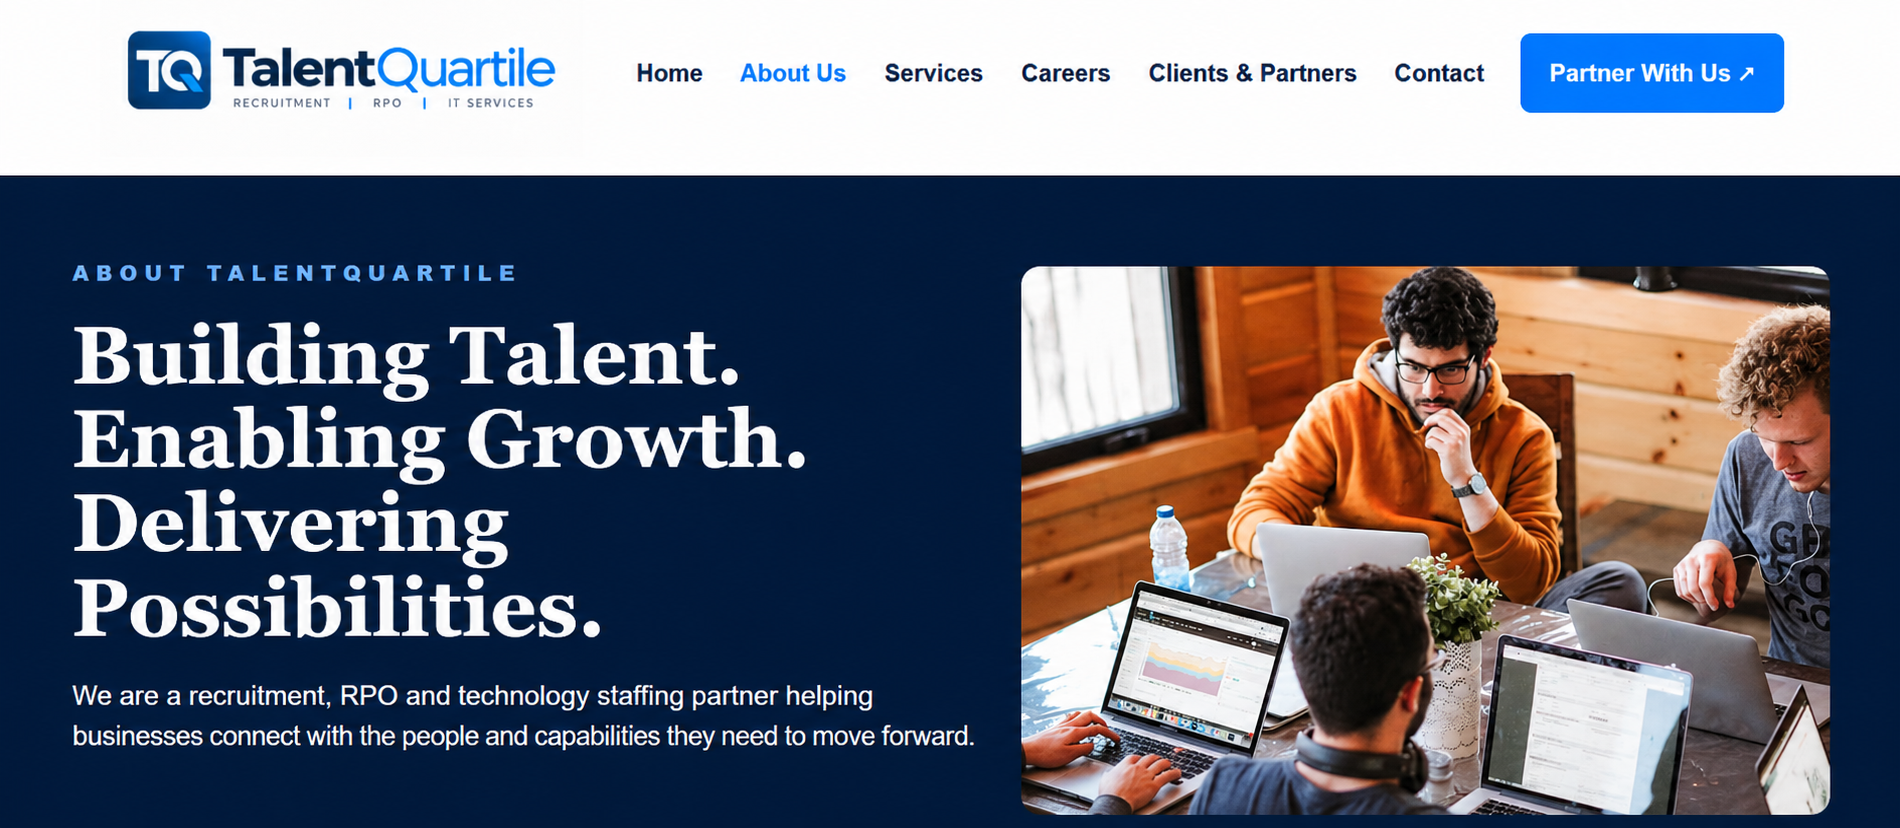 TQ TalentQuartile
RECRUITMENT | RPO | IT SERVICES
Home About Us Services Careers Clients & Partners Contact Partner With Us ↗
ABOUT TALENTQUARTILE
Building Talent.
Enabling Growth.
Delivering
Possibilities.
We are a recruitment, RPO and technology staffing partner helping
businesses connect with the people and capabilities they need to move forward.